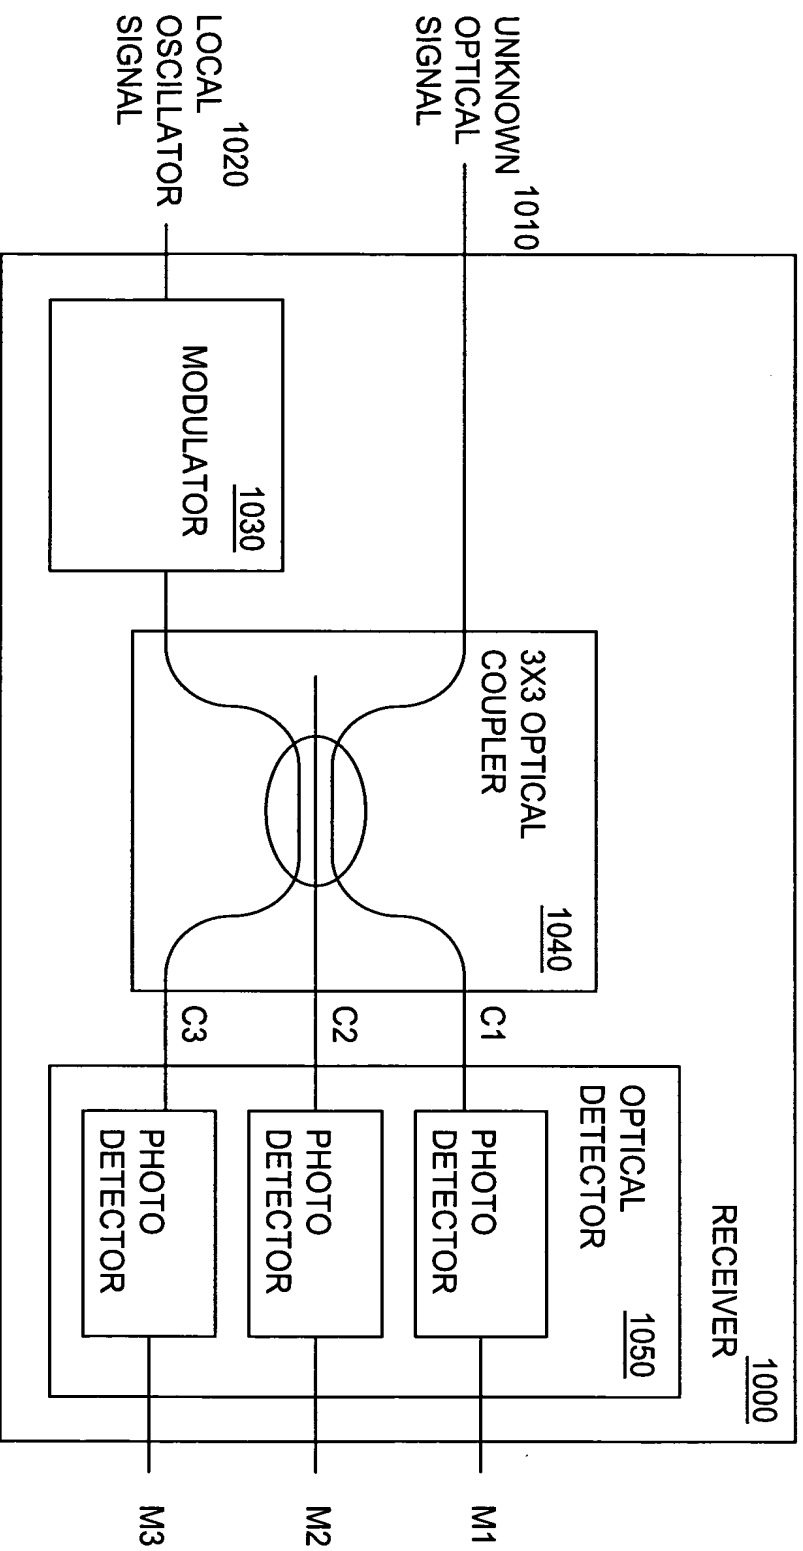 RECEIVER
1000
UNKNOWN
OPTICAL
SIGNAL
1010
LOCAL
OSCILLATOR
SIGNAL
1020
MODULATOR
1030
3X3 OPTICAL
COUPLER
1040
C1
C2
C3
OPTICAL
DETECTOR
1050
PHOTO
DETECTOR
PHOTO
DETECTOR
PHOTO
DETECTOR
M1
M2
M3